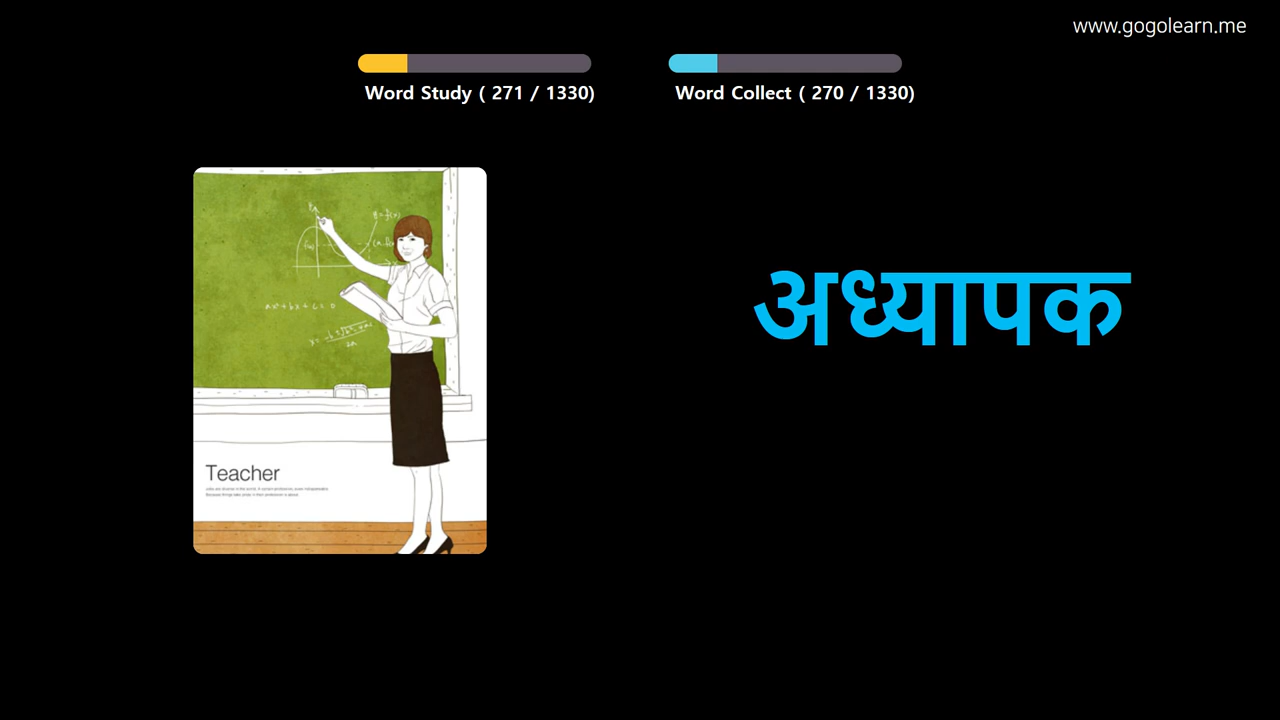 www.gogolearn.me
Word Study ( 271 / 1330)
Word Collect ( 270 / 1330)
अध्यापक
Teacher